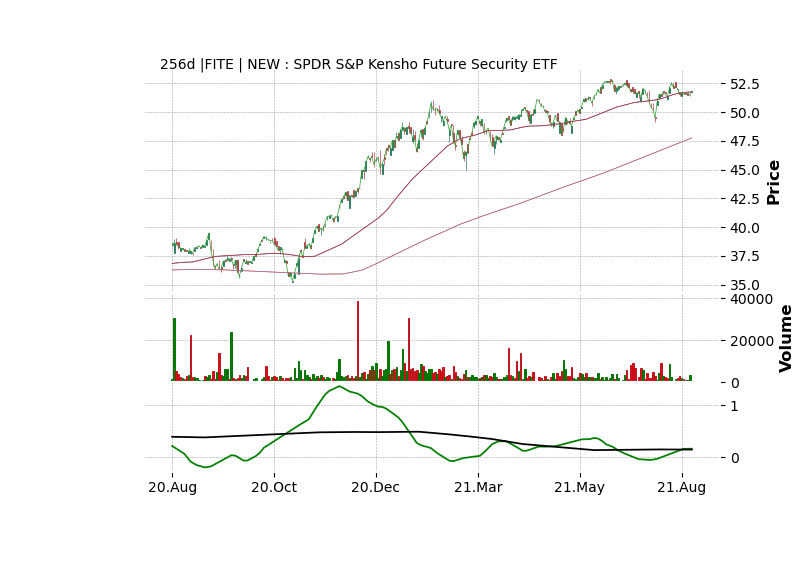 256d |FITE | NEW : SPDR S&P Kensho Future Security ETF
52.5
50.0
47.5
45.0
42.5
40.0
37.5
35.0
Price
40000
20000
0
Volume
1
0
20.Aug
20.Oct
20.Dec
21.Mar
21.May
21.Aug